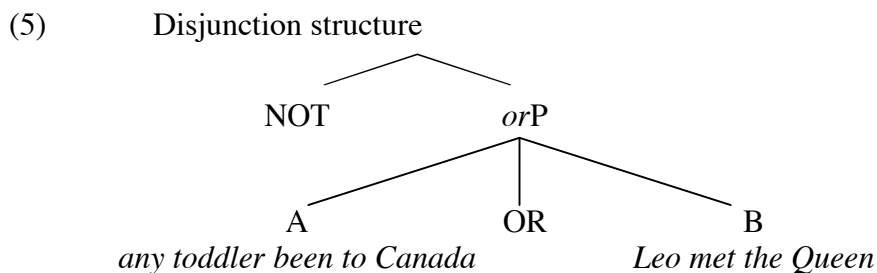 (5) Disjunction structure
NOT orP
A OR B
any toddler been to Canada Leo met the Queen